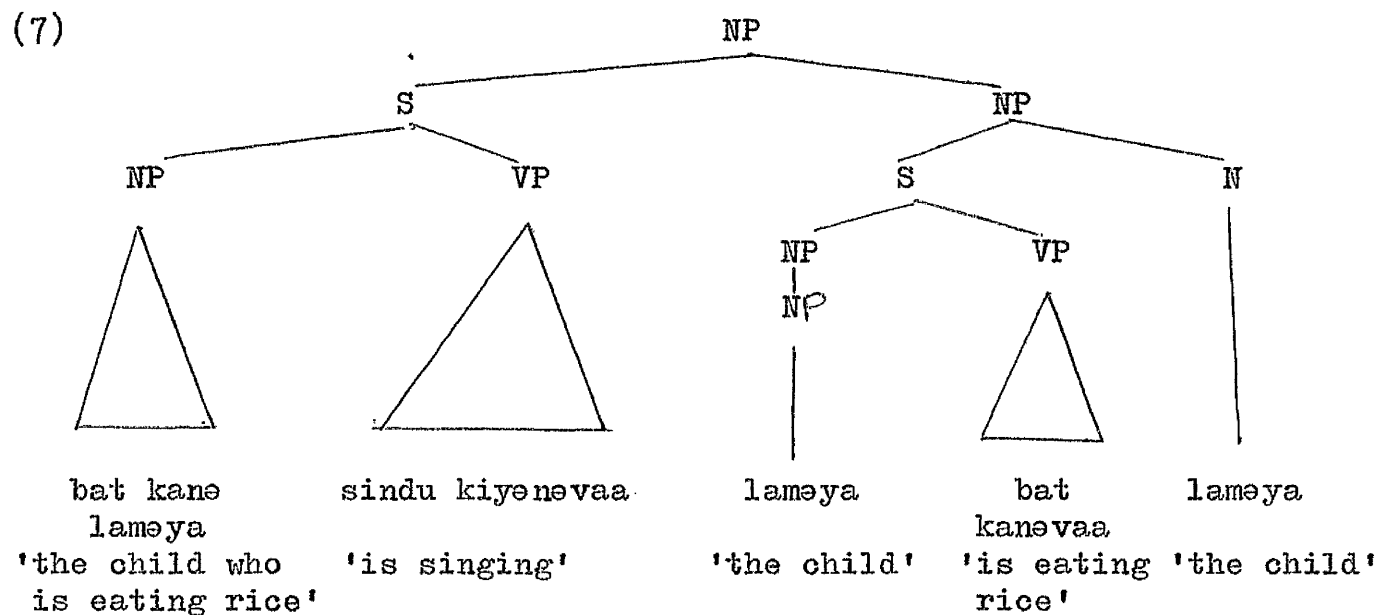 (7) NP
S NP
NP VP S N
NP VP
NP
bat kanə sindu kiyənəvaa laməya bat laməya
laməya kanəvaa
'the child who 'is singing' 'the child' 'is eating 'the child'
is eating rice' rice'